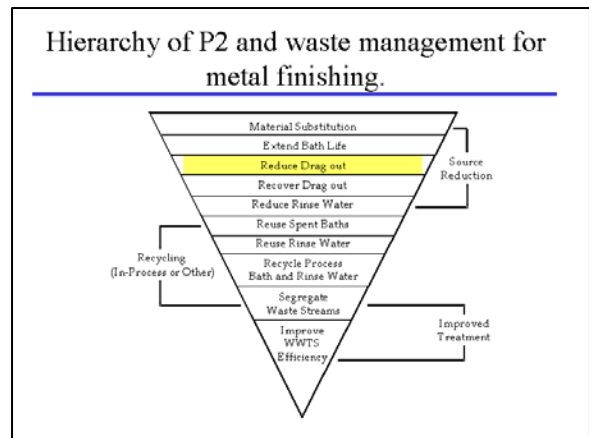 Hierarchy of P2 and waste management for
metal finishing.
Material Substitution
Extend Bath Life
Reduce Drag out
Recover Drag out
Reduce Rinse Water
Source
Reduction
Reuse Spent Baths
Reuse Rinse Water
Recycle Process
Bath and Rinse Water
Recycling
(In-Process or Other)
Segregate
Waste Streams
Improve
WWTS
Efficiency
Improved
Treatment